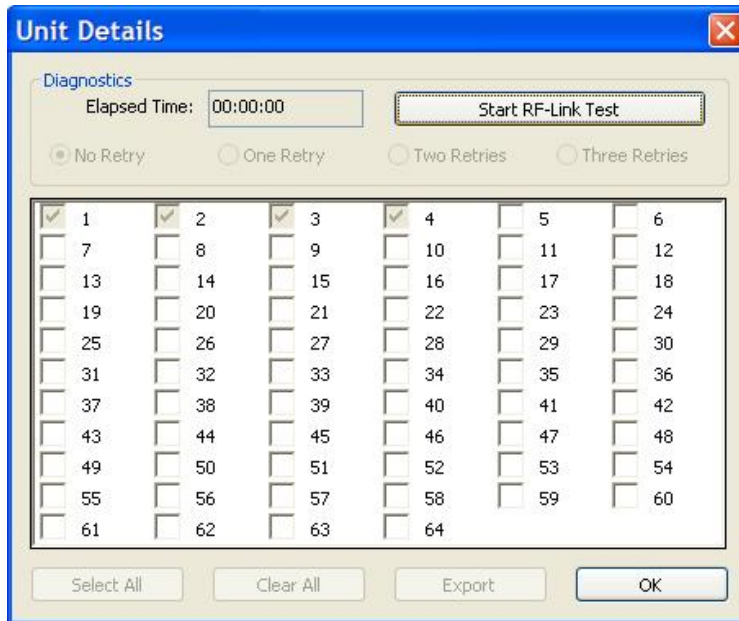 Unit Details
Diagnostics
Elapsed Time: 00:00:00 Start RF-Link Test
No Retry One Retry Two Retries Three Retries
1 2 3 4 5 6
7 8 9 10 11 12
13 14 15 16 17 18
19 20 21 22 23 24
25 26 27 28 29 30
31 32 33 34 35 36
37 38 39 40 41 42
43 44 45 46 47 48
49 50 51 52 53 54
55 56 57 58 59 60
61 62 63 64
Select All Clear All Export OK